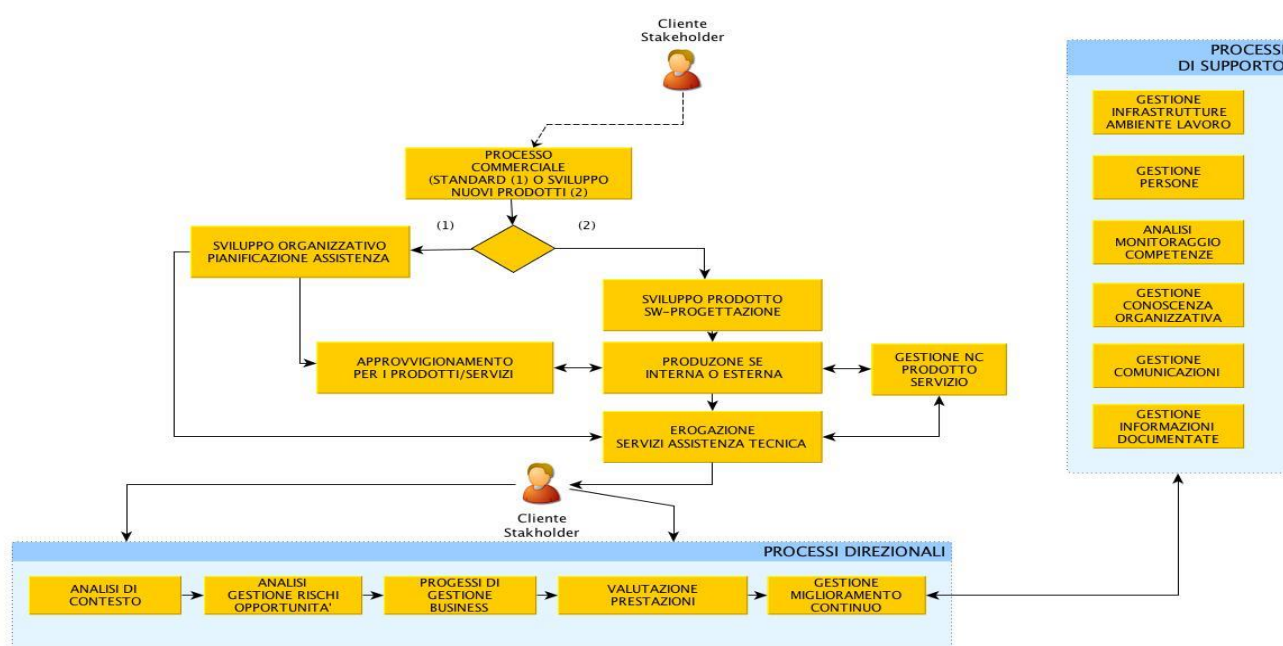 Cliente
Stakeholder
PROCESSO
COMMERCIALE
(STANDARD (1) O SVILUPPO
NUOVI PRODOTTI (2)
(1)
(2)
SVILUPPO ORGANIZZATIVO
PIANIFICAZIONE ASSISTENZA
SVILUPPO PRODOTTO
SW-PROGETTAZIONE
APPROVVIGIONAMENTO
PER I PRODOTTI/SERVIZI
PRODUZONE SE
INTERNA O ESTERNA
GESTIONE NC
PRODOTTO
SERVIZIO
EROGAZIONE
SERVIZI ASSISTENZA TECNICA
Cliente
Stakholder
PROCESSI DIREZIONALI
ANALISI DI
CONTESTO
ANALISI
GESTIONE RISCHI
OPPORTUNITA'
PROGESSI DI
GESTIONE
BUSINESS
VALUTAZIONE
PRESTAZIONI
GESTIONE
MIGLIORAMENTO
CONTINUO
PROCESSI
DI SUPPORTO
GESTIONE
INFRASTRUTTURE
AMBIENTE LAVORO
GESTIONE
PERSONE
ANALISI
MONITORAGGIO
COMPETENZE
GESTIONE
CONOSCENZA
ORGANIZZATIVA
GESTIONE
COMUNICAZIONI
GESTIONE
INFORMAZIONI
DOCUMENTATE